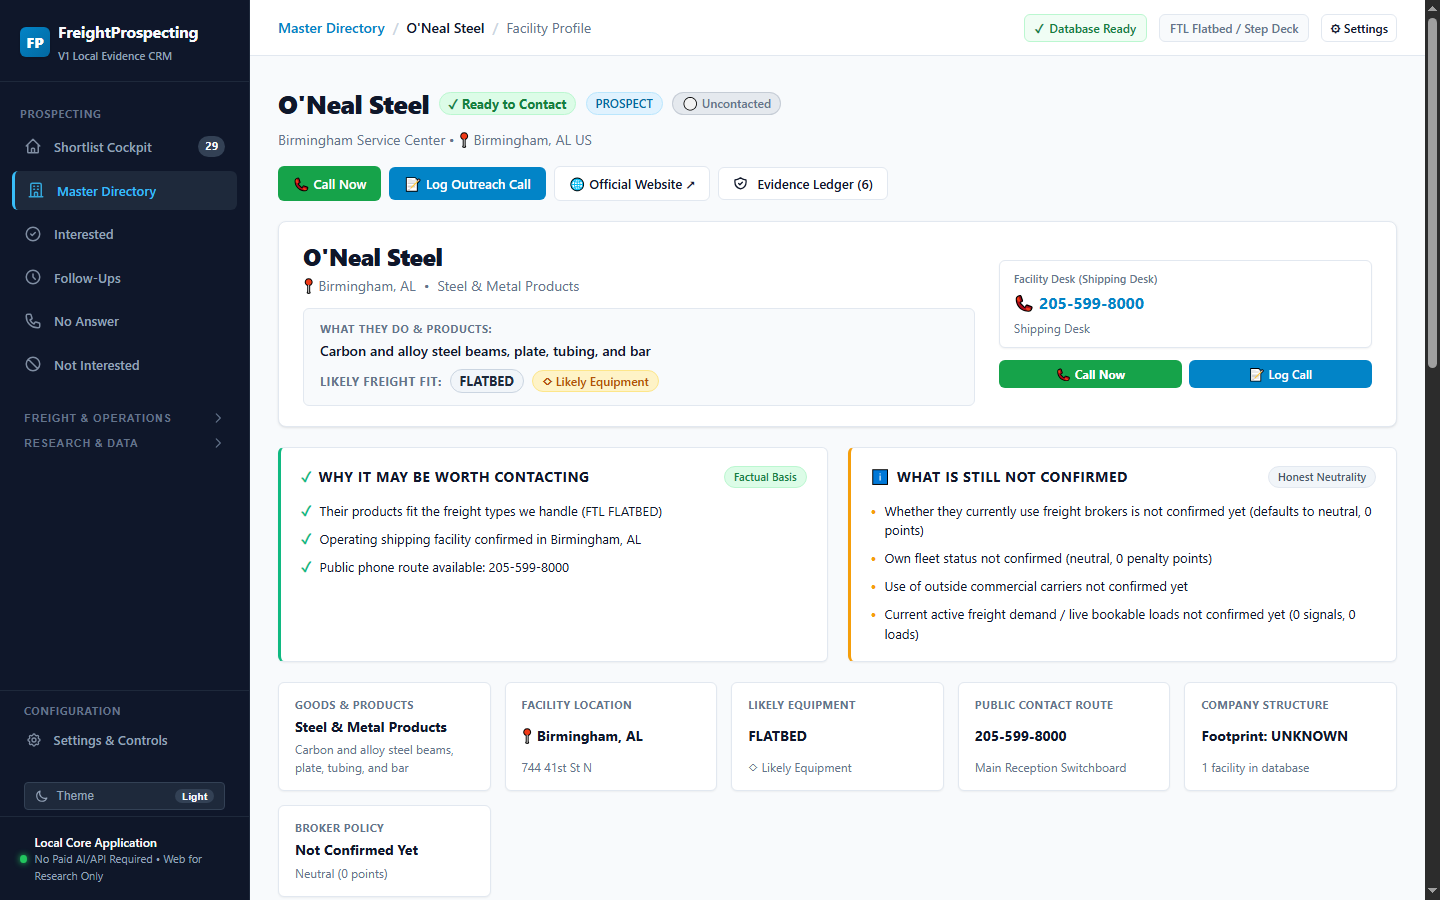 FP
FreightProspecting
V1 Local Evidence CRM
PROSPECTING
Shortlist Cockpit 29
Master Directory
Interested
Follow-Ups
No Answer
Not Interested
FREIGHT & OPERATIONS
RESEARCH & DATA
CONFIGURATION
Settings & Controls
Theme Light
Local Core Application
No Paid AI/API Required • Web for
Research Only
Master Directory / O'Neal Steel / Facility Profile
✓ Database Ready
FTL Flatbed / Step Deck
⚙ Settings
O'Neal Steel ✓ Ready to Contact PROSPECT Uncontacted
Birmingham Service Center • 📍 Birmingham, AL US
📞 Call Now
📝 Log Outreach Call
🌐 Official Website ↗
Evidence Ledger (6)
O'Neal Steel
📍 Birmingham, AL • Steel & Metal Products
WHAT THEY DO & PRODUCTS:
Carbon and alloy steel beams, plate, tubing, and bar
LIKELY FREIGHT FIT: FLATBED ◇ Likely Equipment
Facility Desk (Shipping Desk)
📞 205-599-8000
Shipping Desk
📞 Call Now
📝 Log Call
✓ WHY IT MAY BE WORTH CONTACTING Factual Basis
✓ Their products fit the freight types we handle (FTL FLATBED)
✓ Operating shipping facility confirmed in Birmingham, AL
✓ Public phone route available: 205-599-8000
ℹ WHAT IS STILL NOT CONFIRMED Honest Neutrality
• Whether they currently use freight brokers is not confirmed yet (defaults to neutral, 0
points)
• Own fleet status not confirmed (neutral, 0 penalty points)
• Use of outside commercial carriers not confirmed yet
• Current active freight demand / live bookable loads not confirmed yet (0 signals, 0
loads)
GOODS & PRODUCTS
Steel & Metal Products
Carbon and alloy steel beams,
plate, tubing, and bar
FACILITY LOCATION
📍 Birmingham, AL
744 41st St N
LIKELY EQUIPMENT
FLATBED
◇ Likely Equipment
PUBLIC CONTACT ROUTE
205-599-8000
Main Reception Switchboard
COMPANY STRUCTURE
Footprint: UNKNOWN
1 facility in database
BROKER POLICY
Not Confirmed Yet
Neutral (0 points)